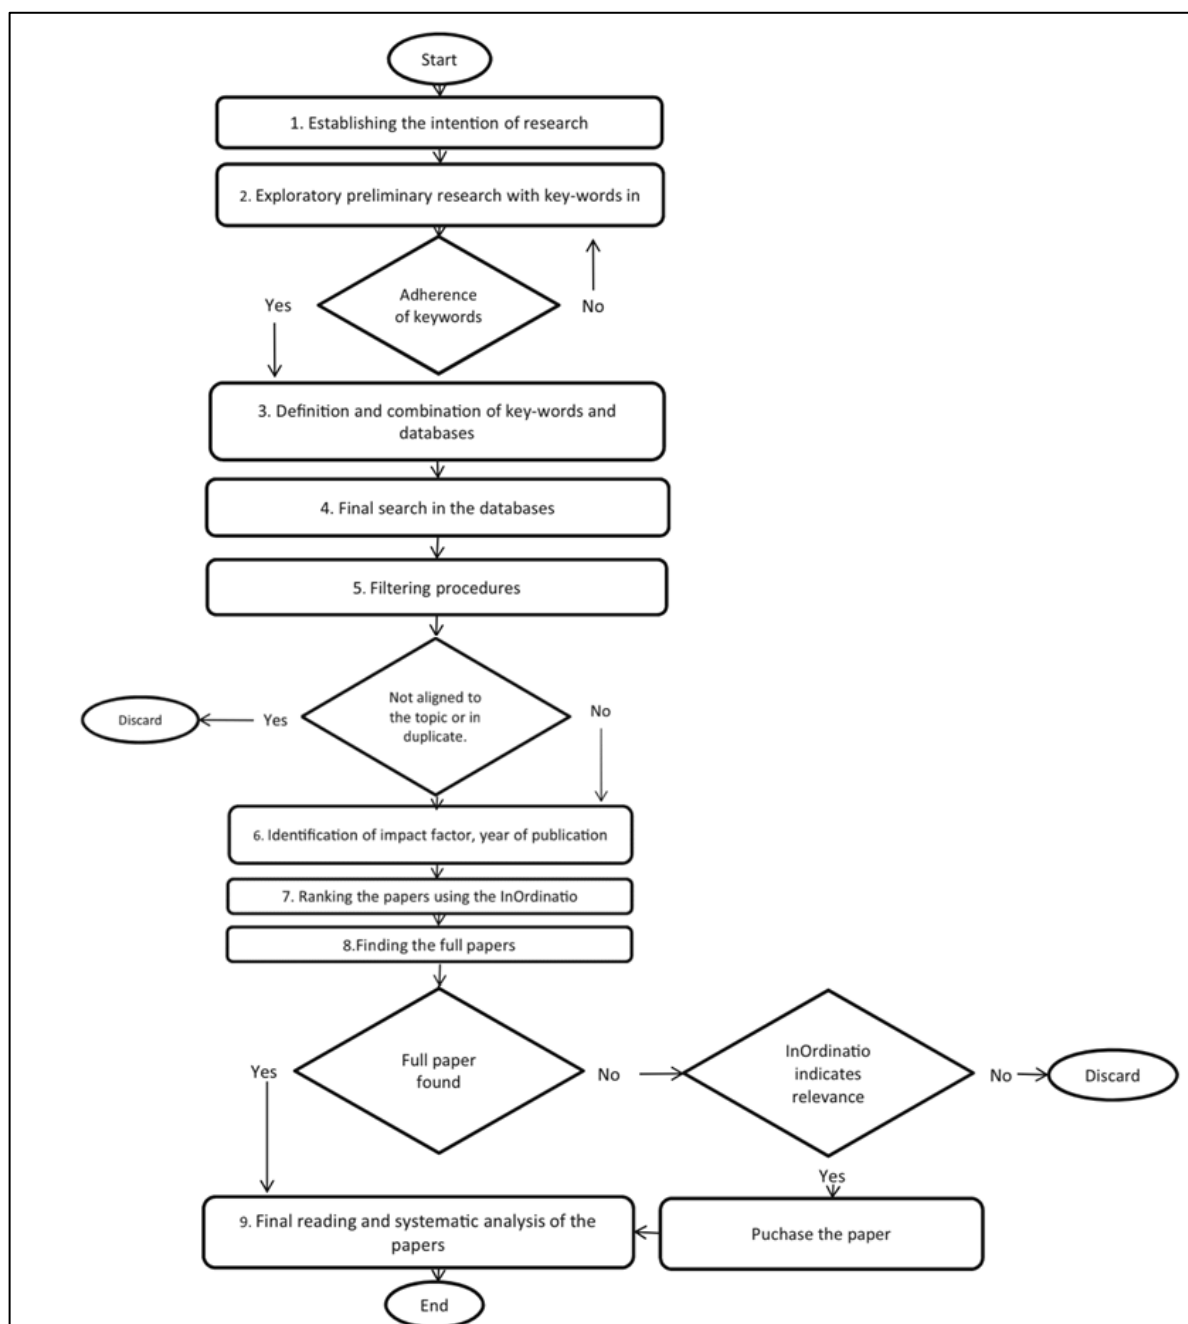 Start
1. Establishing the intention of research
2. Exploratory preliminary research with key-words in
Adherence
of keywords
Yes
No
3. Definition and combination of key-words and
databases
4. Final search in the databases
5. Filtering procedures
Not aligned to
the topic or in
duplicate.
Discard
Yes
No
6. Identification of impact factor, year of publication
7. Ranking the papers using the InOrdinatio
8.Finding the full papers
Full paper
found
Yes
No
InOrdinatio
indicates
relevance
No
Discard
Yes
9. Final reading and systematic analysis of the
papers
Puchase the paper
End